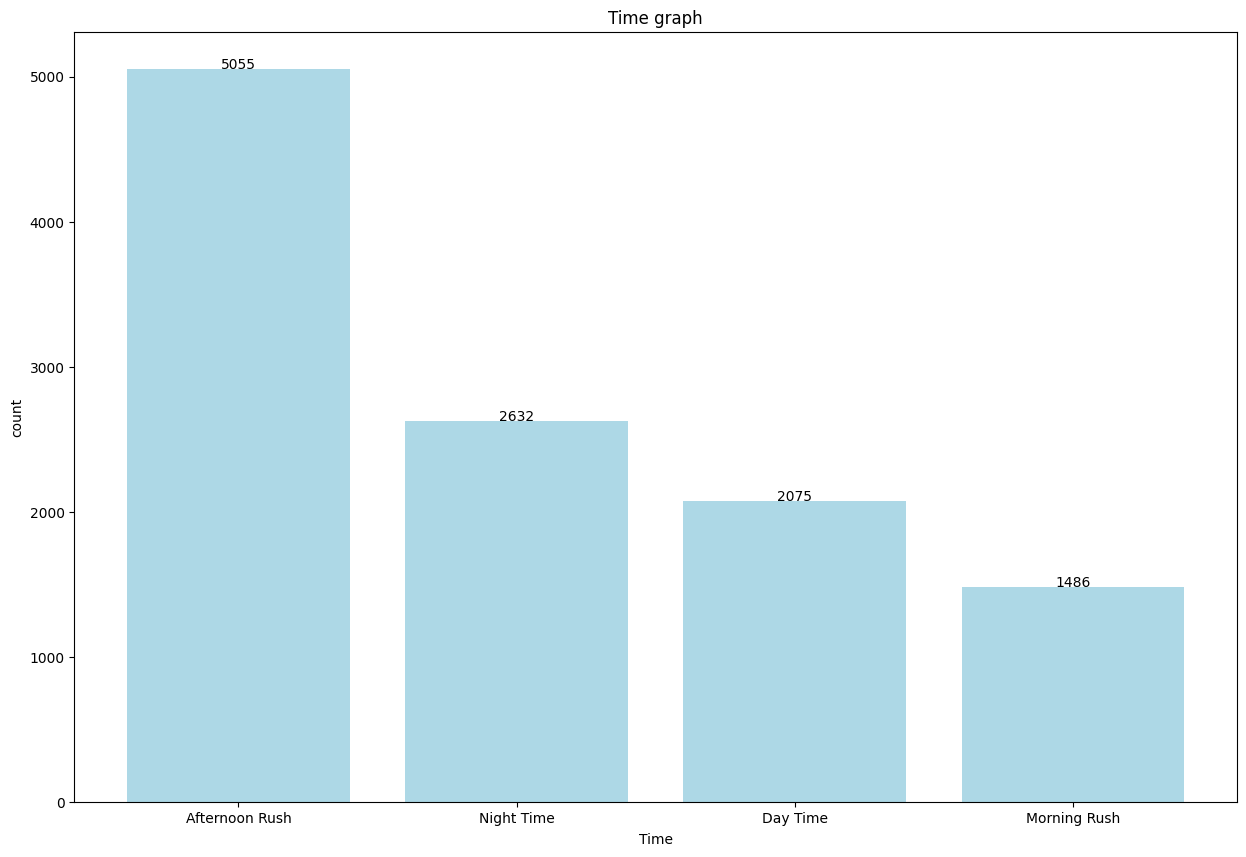 Time graph
count
5000
4000
3000
2000
1000
0
5055
2632
2075
1486
Afternoon Rush
Night Time
Day Time
Morning Rush
Time